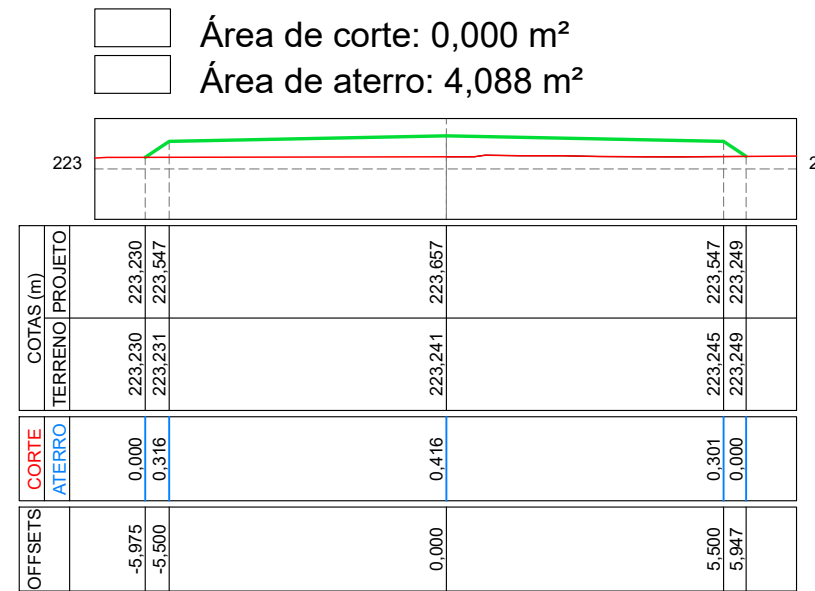 Área de corte: 0,000 m²
Área de aterro: 4,088 m²
223
2
COTAS (m)
PROJETO
223,230
223,547
223,657
223,547
223,249
TERRENO
223,230
223,231
223,241
223,245
223,249
CORTE
ATERRO
0,000
0,316
0,416
0,301
0,000
OFFSETS
-5,975
-5,500
0,000
5,500
5,947